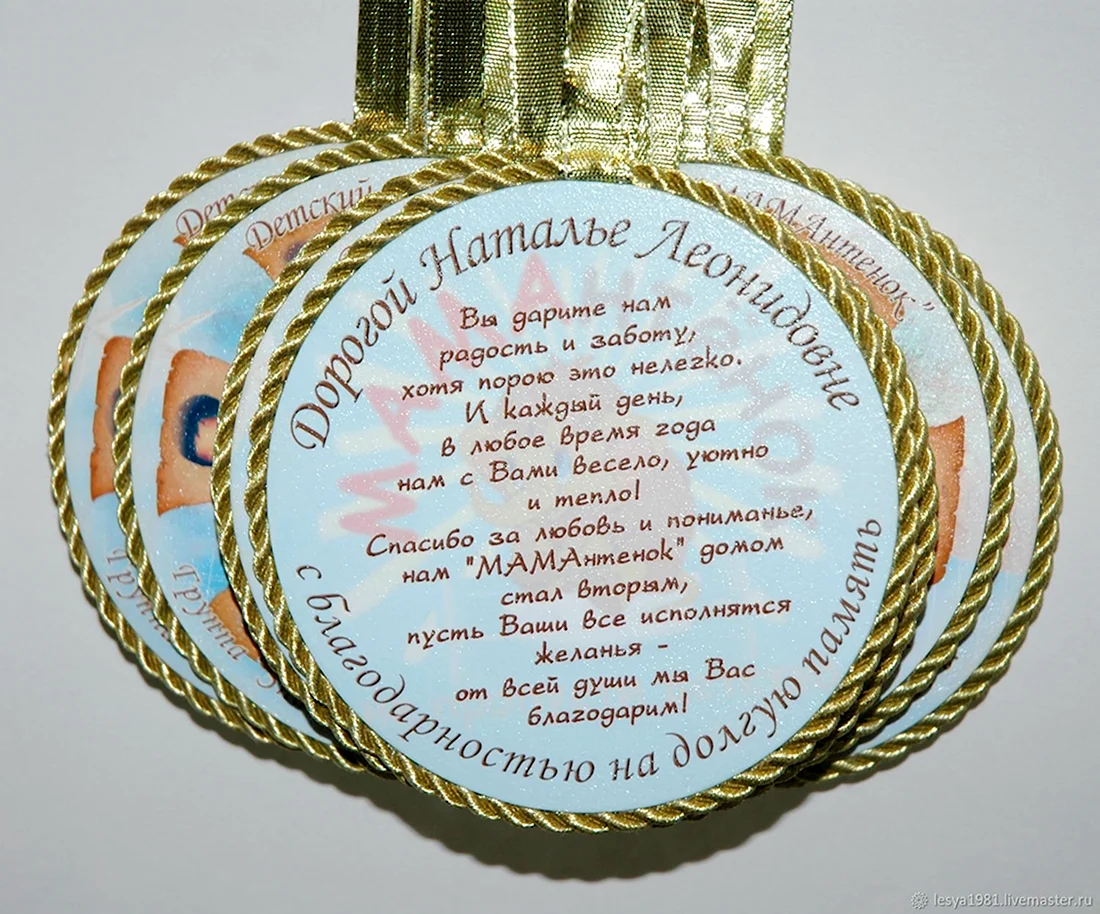 Дорогой Наталье Леонидовне
Вы дарите нам
радость и заботу,
хотя порою это нелегко.
И каждый день,
в любое время года
нам с Вами весело, уютно
и тепло!
Спасибо за любовь и пониманье,
нам "МАМАнтенок" домом
стал вторым,
пусть Ваши все исполнятся
желанья -
от всей души мы Вас
благодарим!
с благодарностью на долгую память
Детский
Группа
Группа
lesya1981.livemaster.ru